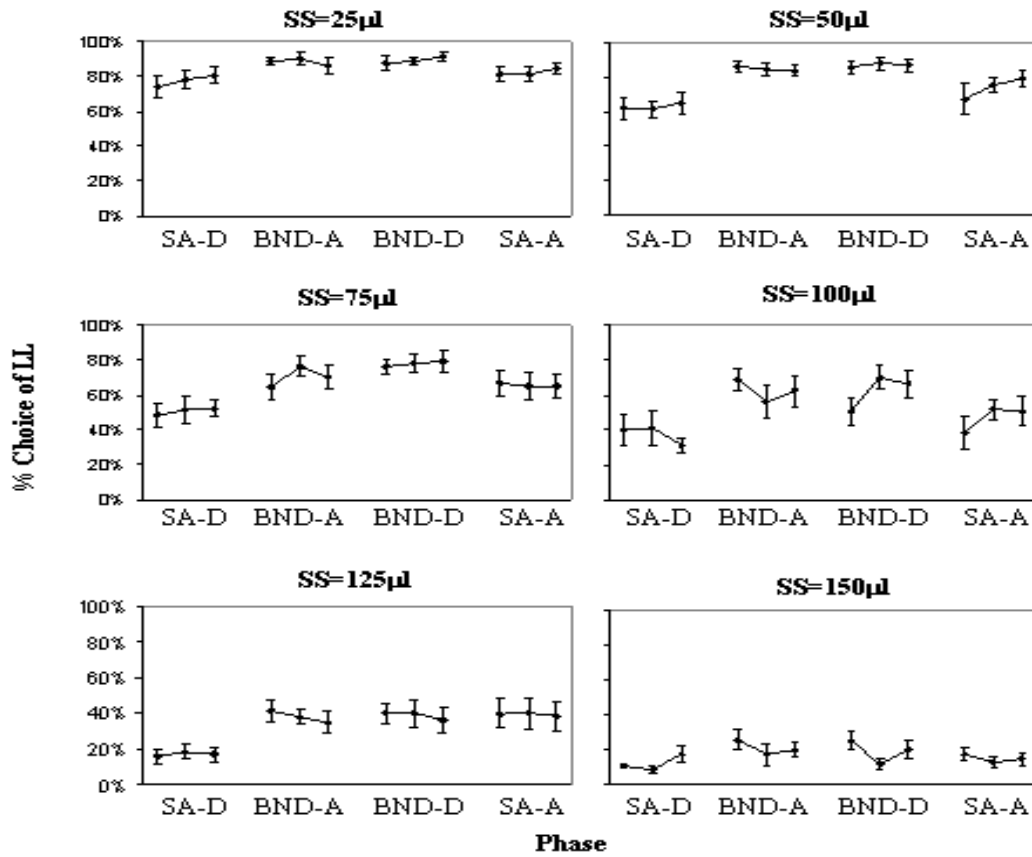 SS=25µl
SS=50µl
100%
80%
60%
40%
20%
0%
SA-D BND-A BND-D SA-A
SA-D BND-A BND-D SA-A
SS=75µl
SS=100µl
% Choice of LL
100%
80%
60%
40%
20%
0%
SA-D BND-A BND-D SA-A
SA-D BND-A BND-D SA-A
SS=125µl
SS=150µl
100%
80%
60%
40%
20%
0%
SA-D BND-A BND-D SA-A
SA-D BND-A BND-D SA-A
Phase